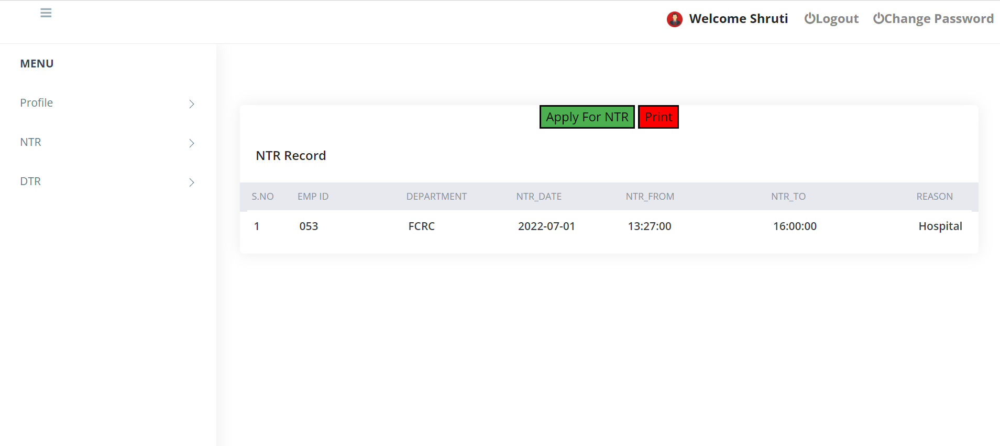 Welcome Shruti Logout Change Password
MENU
Profile
NTR
DTR
Apply For NTR Print
NTR Record
S.NO EMP ID DEPARTMENT NTR_DATE NTR_FROM NTR_TO REASON
1 053 FCRC 2022-07-01 13:27:00 16:00:00 Hospital